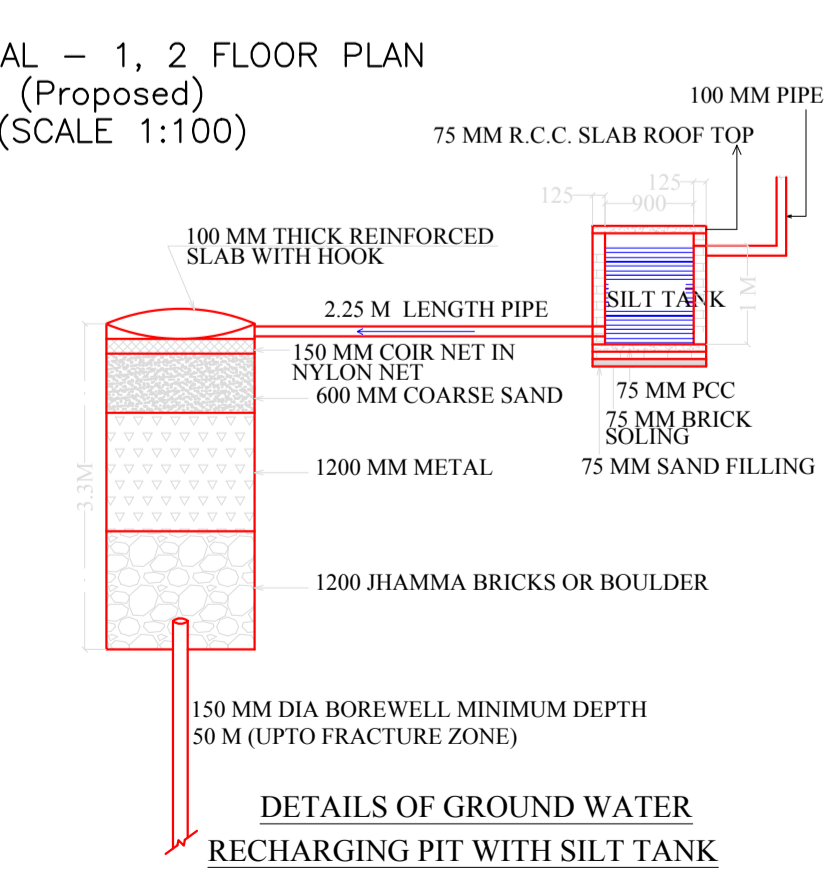 AL – 1, 2 FLOOR PLAN
(Proposed)
(SCALE 1:100)
100 MM PIPE
75 MM R.C.C. SLAB ROOF TOP
125
125
900
100 MM THICK REINFORCED
SLAB WITH HOOK
2.25 M LENGTH PIPE
SILT TANK
1 M
150 MM COIR NET IN
NYLON NET
600 MM COARSE SAND
75 MM PCC
75 MM BRICK
SOLING
75 MM SAND FILLING
1200 MM METAL
3.3M
1200 JHAMMA BRICKS OR BOULDER
150 MM DIA BOREWELL MINIMUM DEPTH
50 M (UPTO FRACTURE ZONE)
DETAILS OF GROUND WATER
RECHARGING PIT WITH SILT TANK